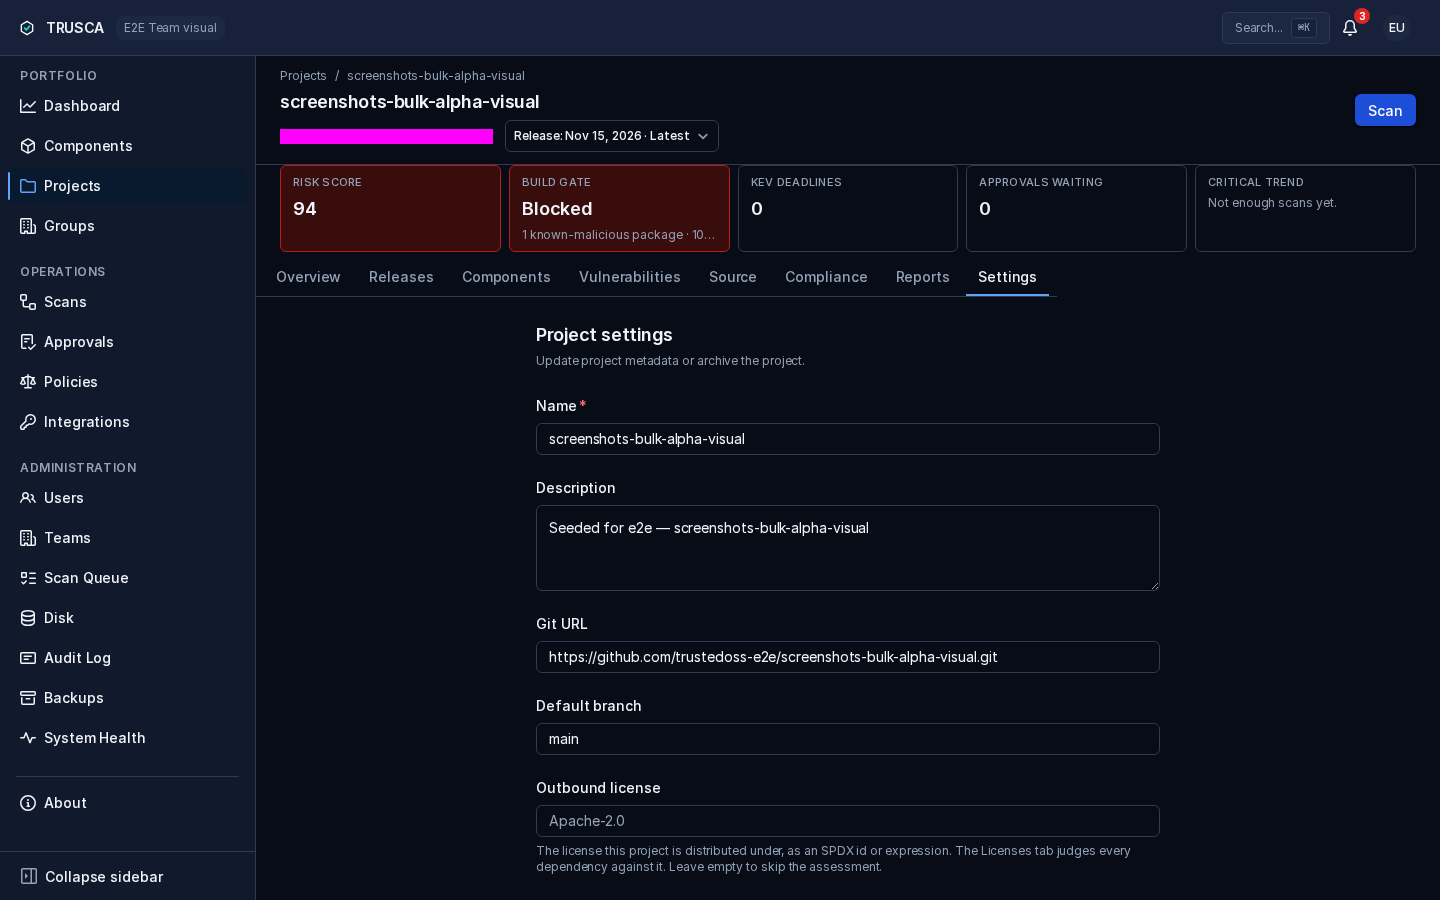 TRUSCA
E2E Team visual
Search...
⌘K
3
EU
PORTFOLIO
Dashboard
Components
Projects
Groups
OPERATIONS
Scans
Approvals
Policies
Integrations
ADMINISTRATION
Users
Teams
Scan Queue
Disk
Audit Log
Backups
System Health
About
Collapse sidebar
Projects / screenshots-bulk-alpha-visual
screenshots-bulk-alpha-visual
Release: Nov 15, 2026 · Latest
Scan
RISK SCORE
94
BUILD GATE
Blocked
1 known-malicious package · 10…
KEV DEADLINES
0
APPROVALS WAITING
0
CRITICAL TREND
Not enough scans yet.
Overview
Releases
Components
Vulnerabilities
Source
Compliance
Reports
Settings
Project settings
Update project metadata or archive the project.
Name *
screenshots-bulk-alpha-visual
Description
Seeded for e2e — screenshots-bulk-alpha-visual
Git URL
https://github.com/trustedoss-e2e/screenshots-bulk-alpha-visual.git
Default branch
main
Outbound license
Apache-2.0
The license this project is distributed under, as an SPDX id or expression. The Licenses tab judges every
dependency against it. Leave empty to skip the assessment.